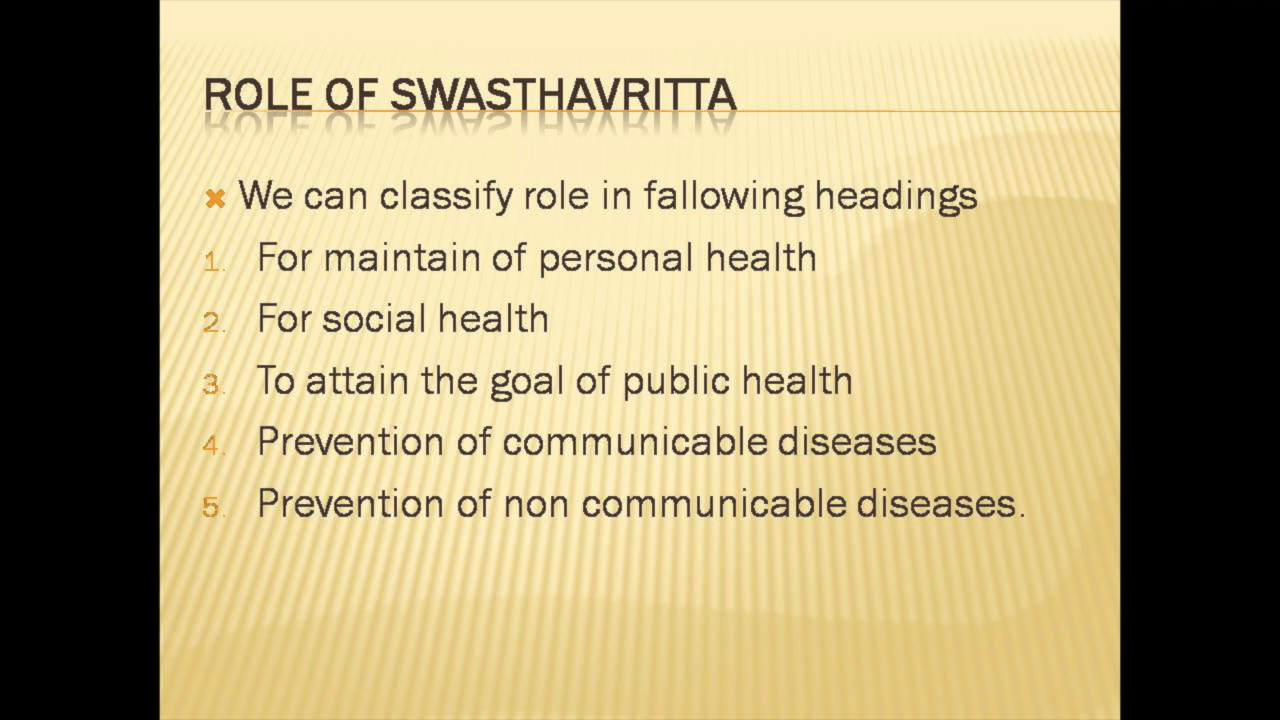 ROLE OF SWASTHAVRITTA
We can classify role in fallowing headings
1. For maintain of personal health
2. For social health
3. To attain the goal of public health
4. Prevention of communicable diseases
5. Prevention of non communicable diseases.